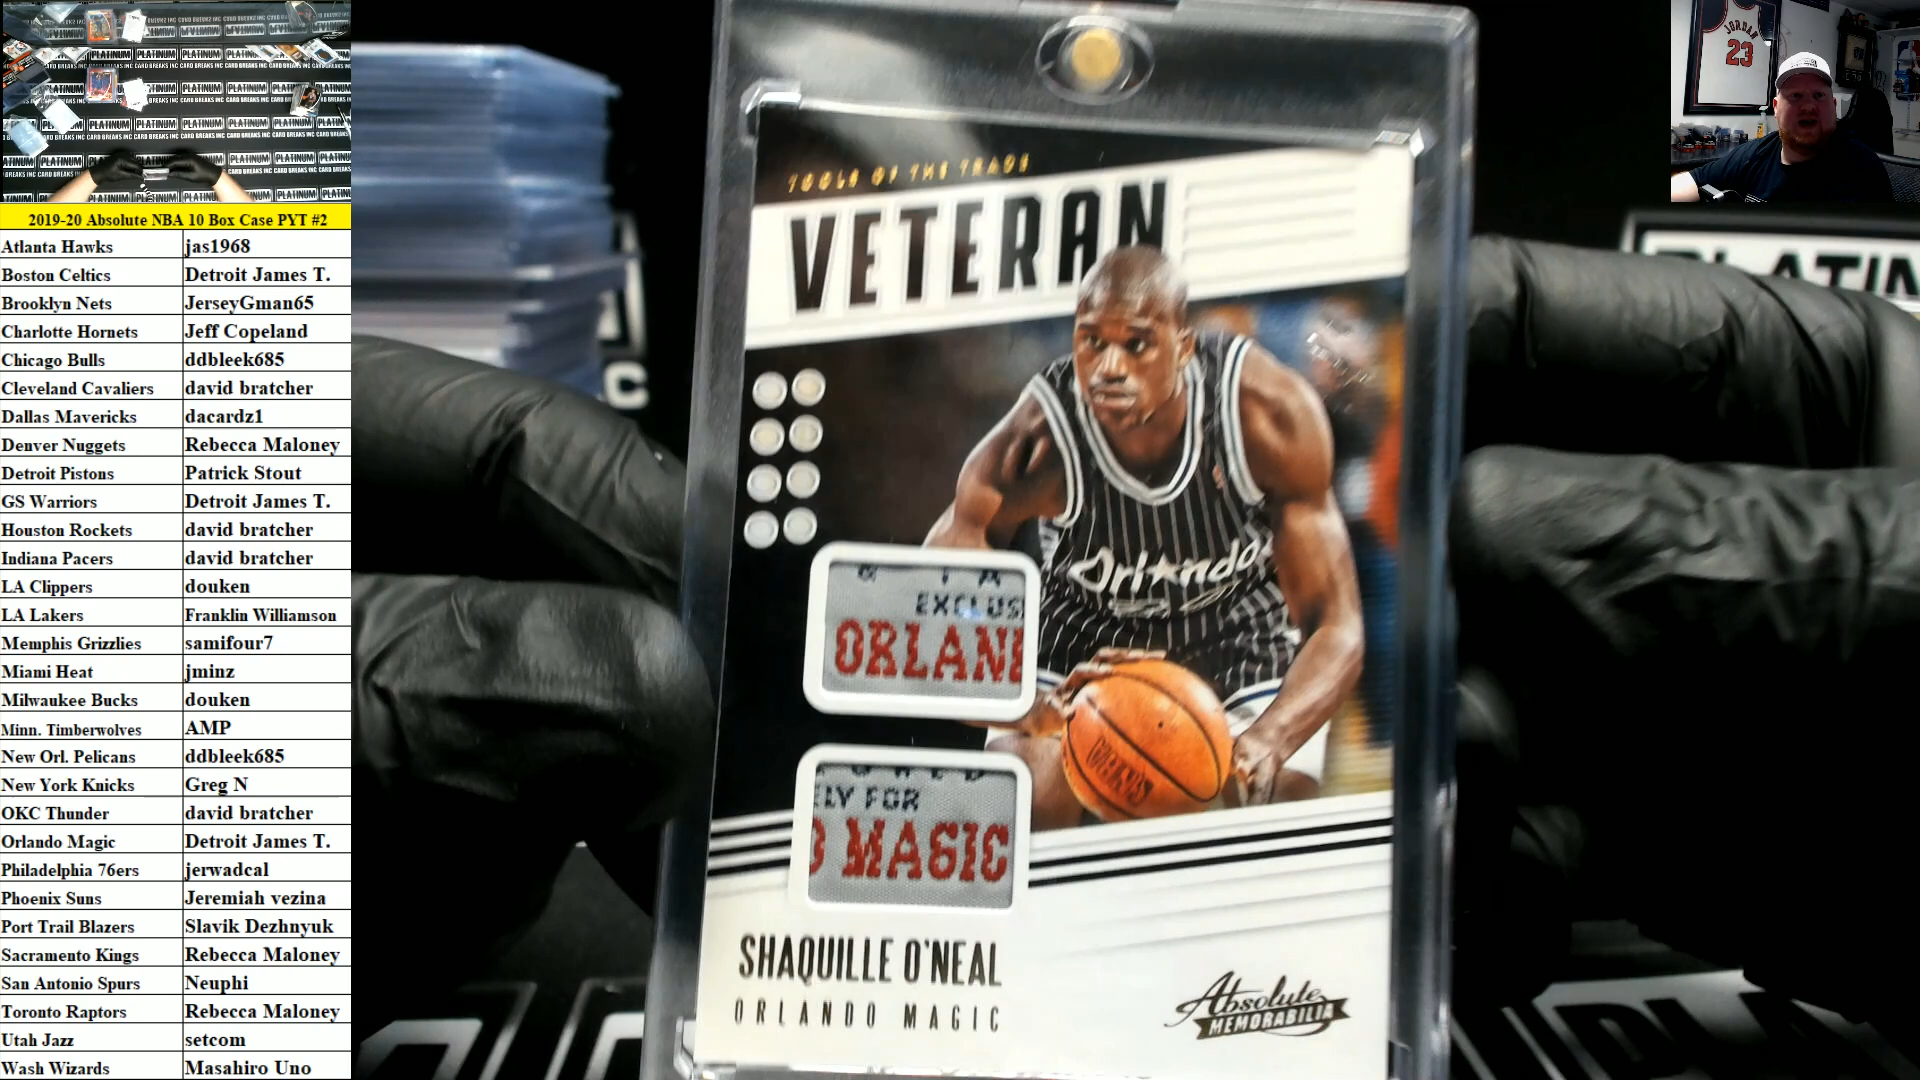 2019-20 Absolute NBA 10 Box Case PYT #2
Atlanta Hawks jas1968
Boston Celtics Detroit James T.
Brooklyn Nets JerseyGman65
Charlotte Hornets Jeff Copeland
Chicago Bulls ddbleek685
Cleveland Cavaliers david bratcher
Dallas Mavericks dacardz1
Denver Nuggets Rebecca Maloney
Detroit Pistons Patrick Stout
GS Warriors Detroit James T.
Houston Rockets david bratcher
Indiana Pacers david bratcher
LA Clippers douken
LA Lakers Franklin Williamson
Memphis Grizzlies samifour7
Miami Heat jminz
Milwaukee Bucks douken
Minn. Timberwolves AMP
New Orl. Pelicans ddbleek685
New York Knicks Greg N
OKC Thunder david bratcher
Orlando Magic Detroit James T.
Philadelphia 76ers jerwadcal
Phoenix Suns Jeremiah vezina
Port Trail Blazers Slavik Dezhnyuk
Sacramento Kings Rebecca Maloney
San Antonio Spurs Neuphi
Toronto Raptors Rebecca Maloney
Utah Jazz setcom
Wash Wizards Masahiro Uno
TOOLS OF THE TRADE
VETERAN
Orlando
EXCLUS
ORLAN
ELY FOR
O MAGIC
SHAQUILLE O'NEAL
ORLANDO MAGIC
Absolute
MEMORABILIA
JORDAN
23
PLATINUM
CARD BREAKS INC